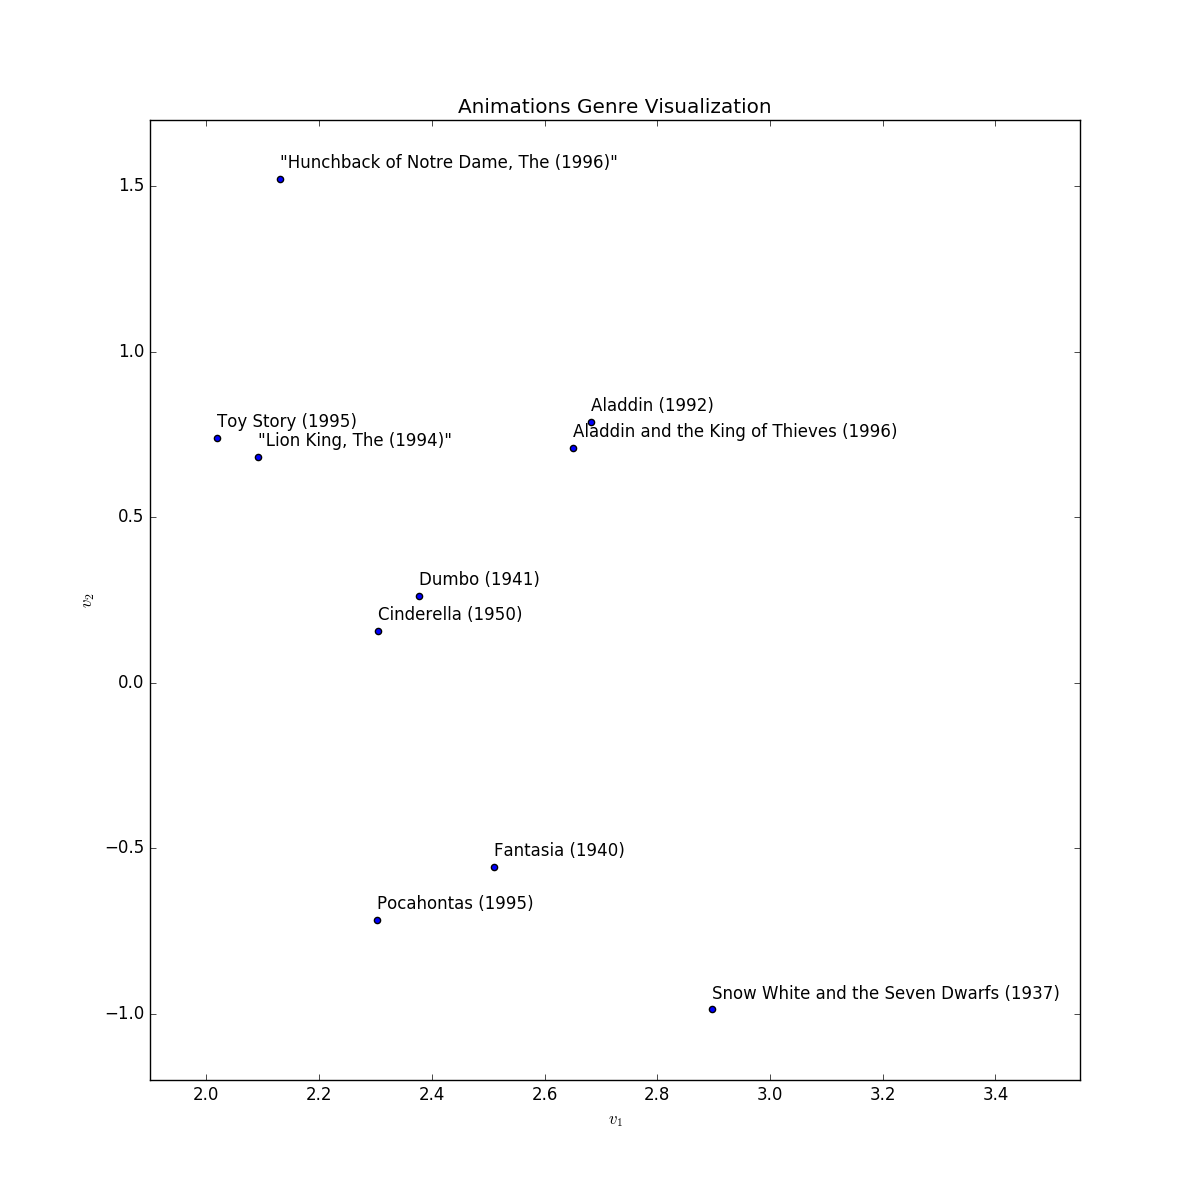 Animations Genre Visualization
"Hunchback of Notre Dame, The (1996)"
1.5
1.0
Aladdin (1992)
Toy Story (1995)
Aladdin and the King of Thieves (1996)
"Lion King, The (1994)"
0.5
Dumbo (1941)
v₂
Cinderella (1950)
0.0
−0.5
Fantasia (1940)
Pocahontas (1995)
Snow White and the Seven Dwarfs (1937)
−1.0
2.0 2.2 2.4 2.6 2.8 3.0 3.2 3.4
v₁